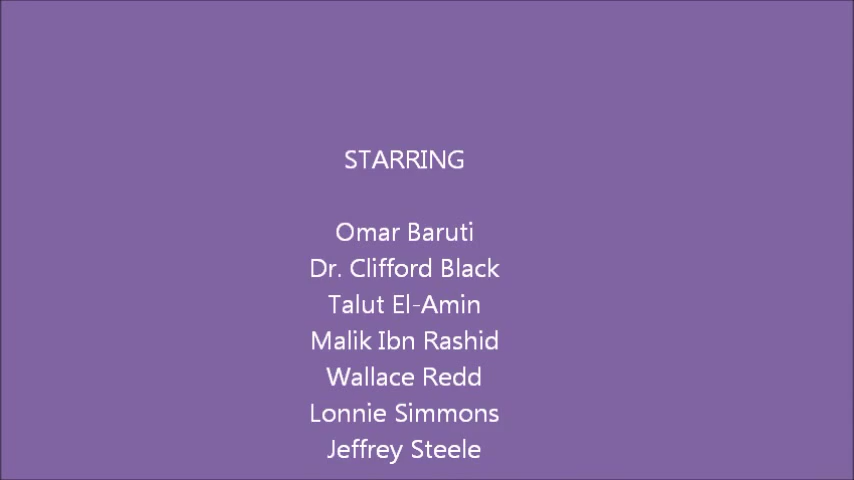 STARRING
Omar Baruti
Dr. Clifford Black
Talut El-Amin
Malik Ibn Rashid
Wallace Redd
Lonnie Simmons
Jeffrey Steele